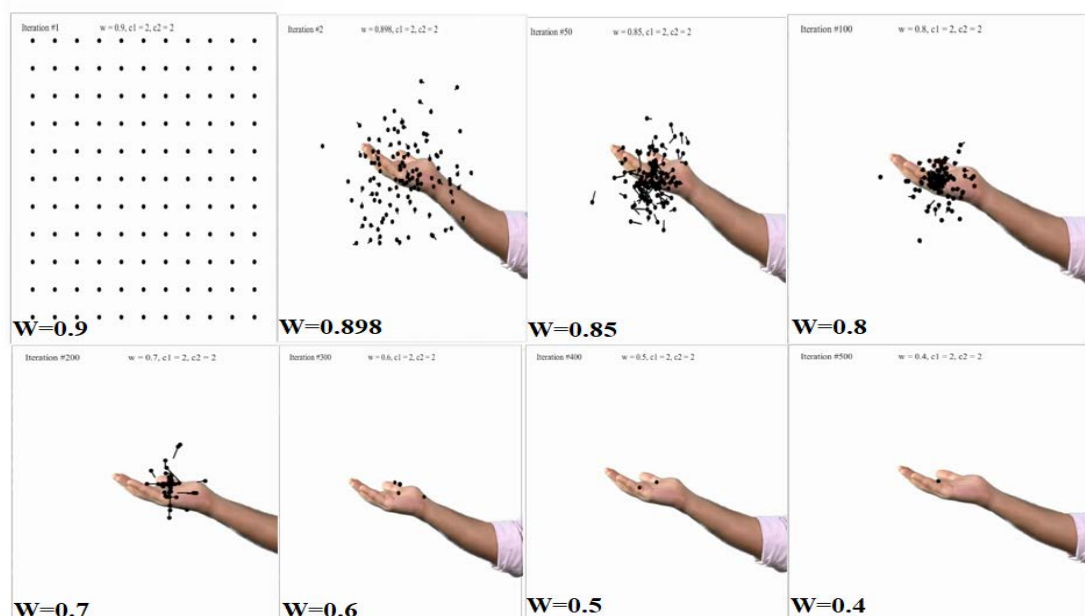 Iteration #1 w = 0.9, c1 = 2, c2 = 2
W=0.9
Iteration #2 w = 0.898, c1 = 2, c2 = 2
W=0.898
Iteration #50 w = 0.85, c1 = 2, c2 = 2
W=0.85
Iteration #100 w = 0.8, c1 = 2, c2 = 2
W=0.8
Iteration #200 w = 0.7, c1 = 2, c2 = 2
W=0.7
Iteration #300 w = 0.6, c1 = 2, c2 = 2
W=0.6
Iteration #400 w = 0.5, c1 = 2, c2 = 2
W=0.5
Iteration #500 w = 0.4, c1 = 2, c2 = 2
W=0.4